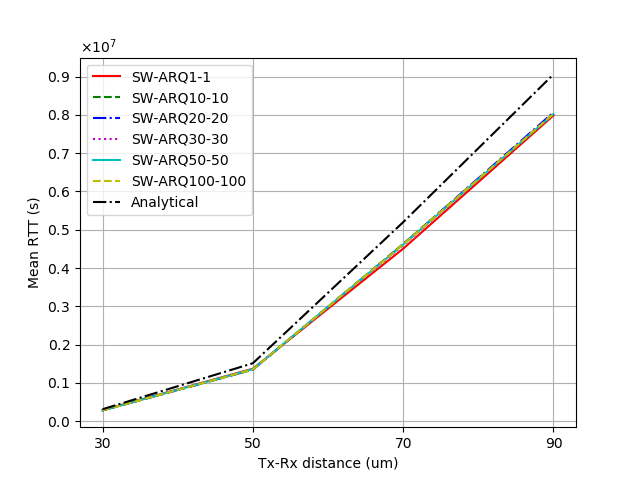 ×10⁷
0.9
0.8
0.7
0.6
0.5
0.4
0.3
0.2
0.1
0.0
Mean RTT (s)
SW-ARQ1-1
SW-ARQ10-10
SW-ARQ20-20
SW-ARQ30-30
SW-ARQ50-50
SW-ARQ100-100
Analytical
30 50 70 90
Tx-Rx distance (um)